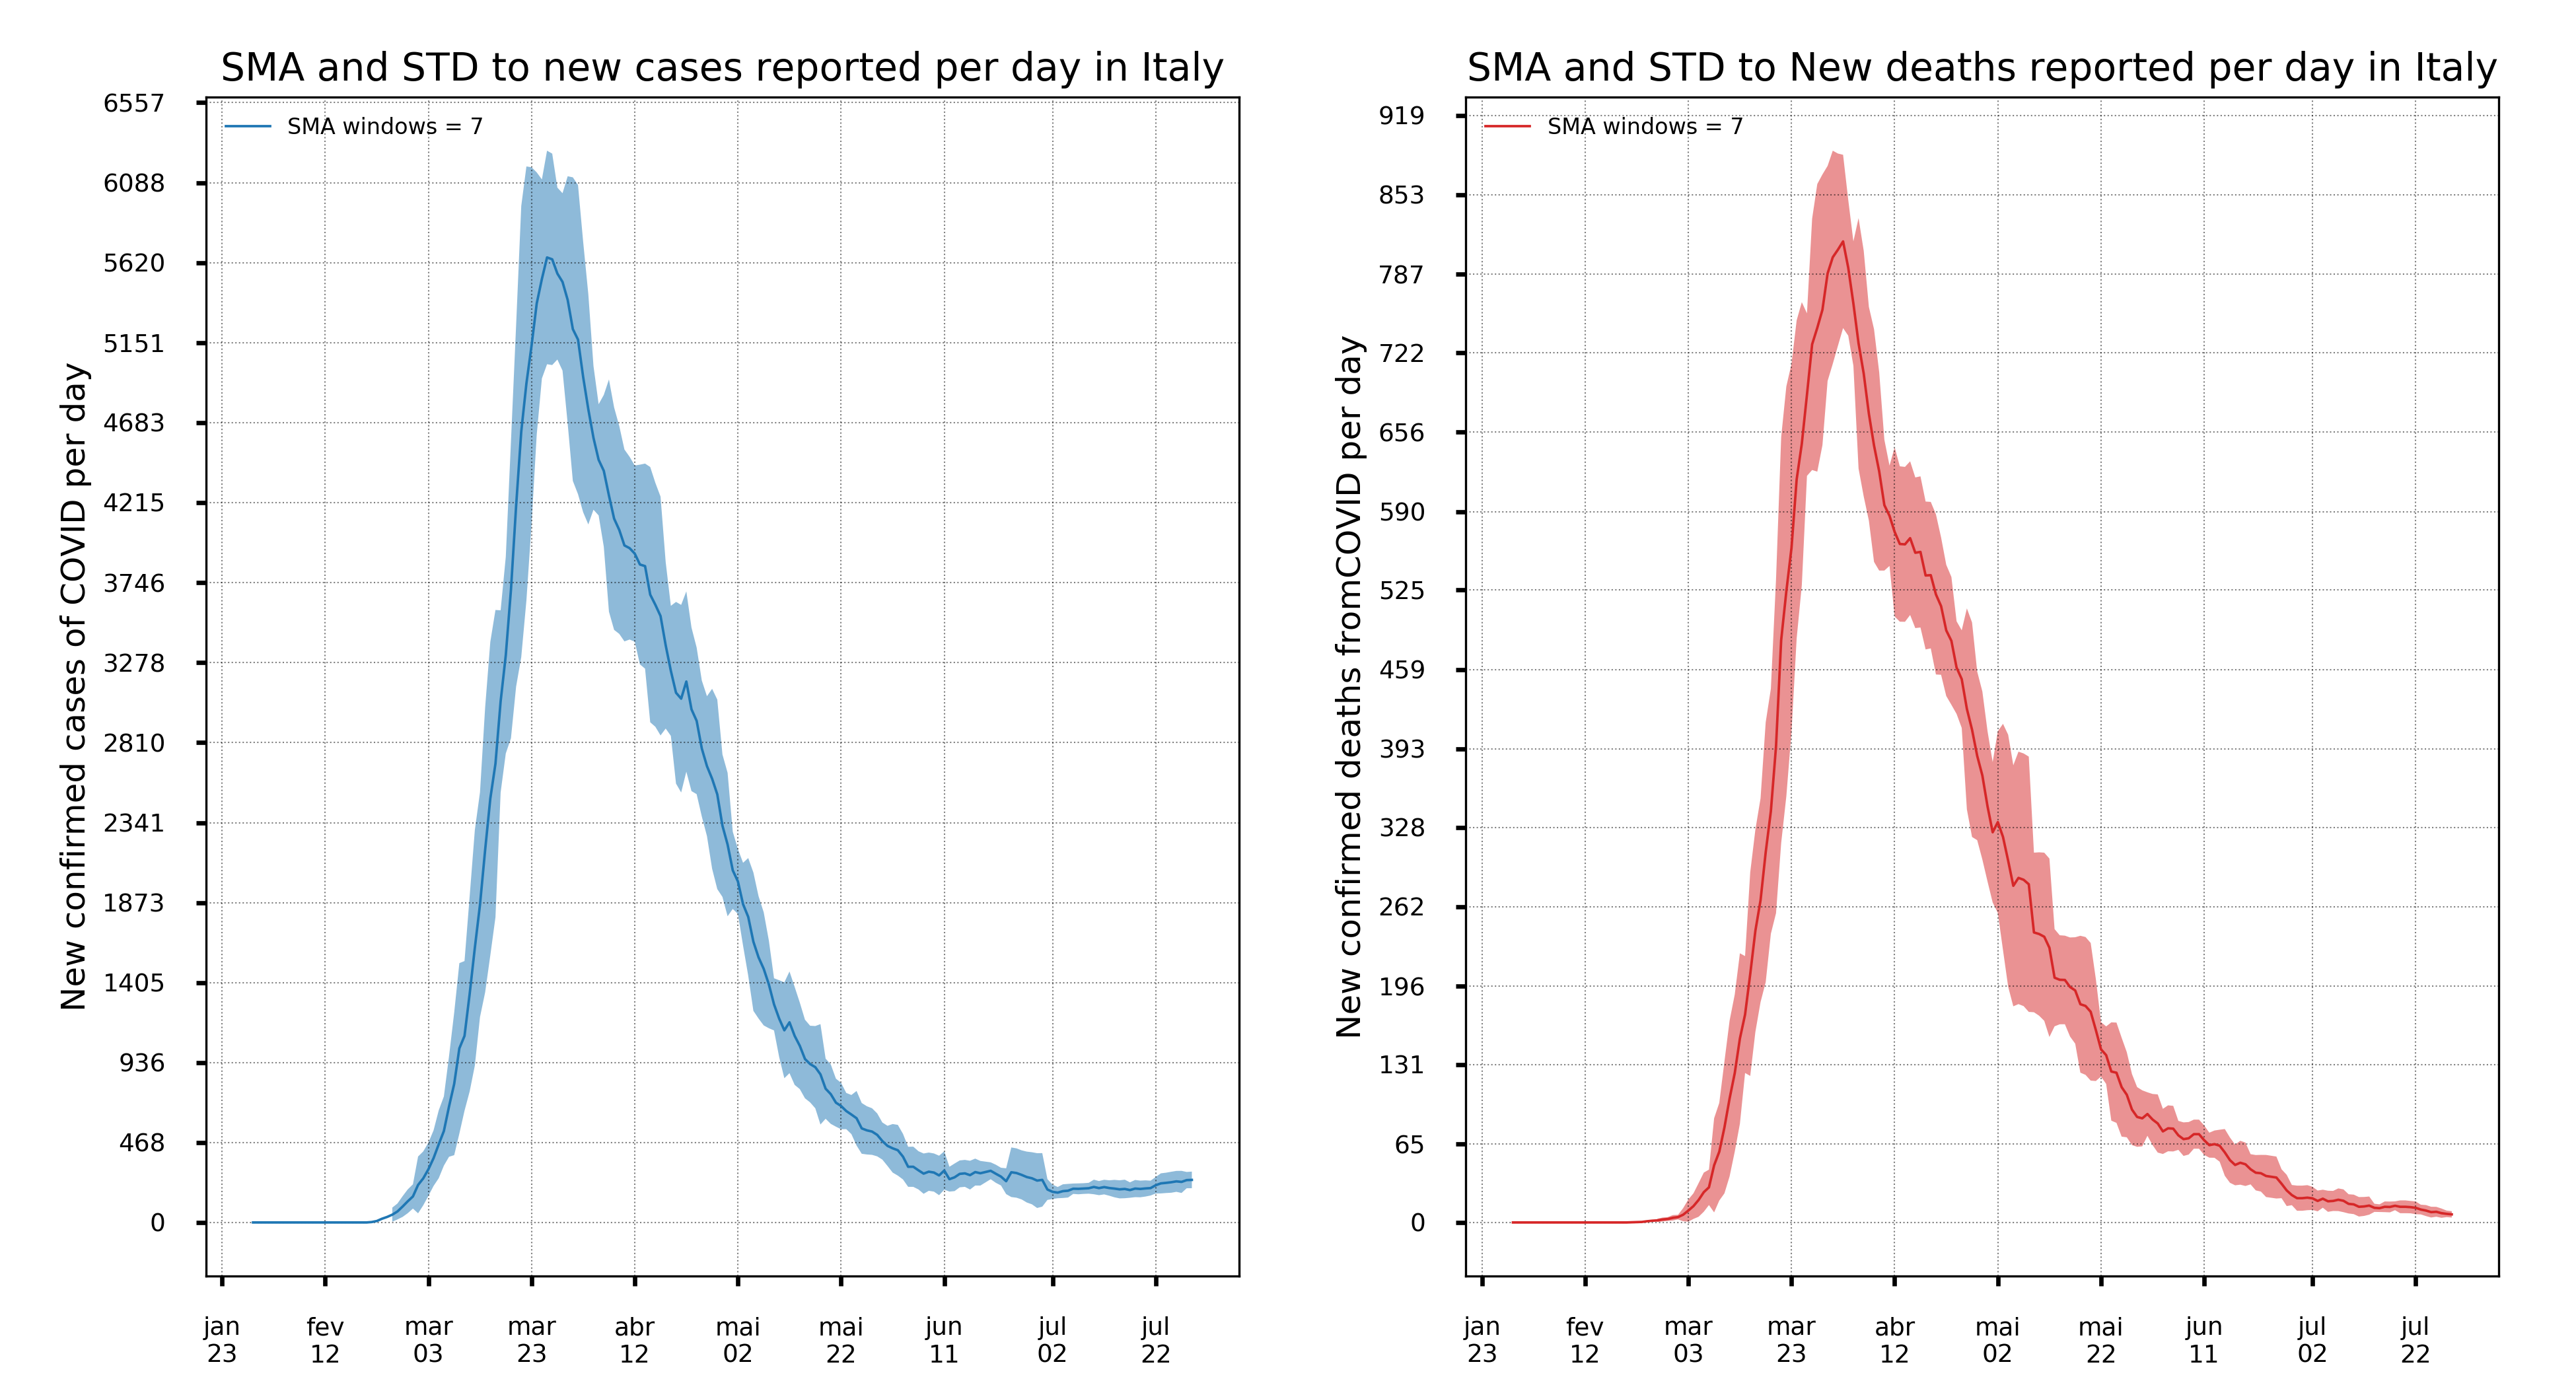 SMA and STD to new cases reported per day in Italy
SMA windows = 7
New confirmed cases of COVID per day
6557
6088
5620
5151
4683
4215
3746
3278
2810
2341
1873
1405
936
468
0
jan 23
fev 12
mar 03
mar 23
abr 12
mai 02
mai 22
jun 11
jul 02
jul 22
SMA and STD to New deaths reported per day in Italy
SMA windows = 7
New confirmed deaths fromCOVID per day
919
853
787
722
656
590
525
459
393
328
262
196
131
65
0
jan 23
fev 12
mar 03
mar 23
abr 12
mai 02
mai 22
jun 11
jul 02
jul 22